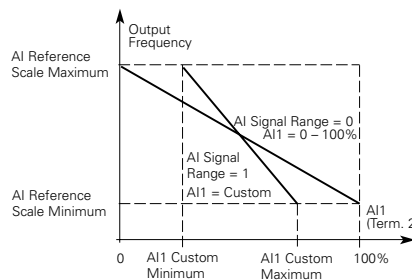 Output
Frequency
AI Reference
Scale Maximum
AI Signal Range = 0
AI1 = 0 – 100%
AI Signal
Range = 1
AI1 = Custom
AI Reference
Scale Minimum
AI1
(Term. 2
0
AI1 Custom
Minimum
AI1 Custom
Maximum
100%